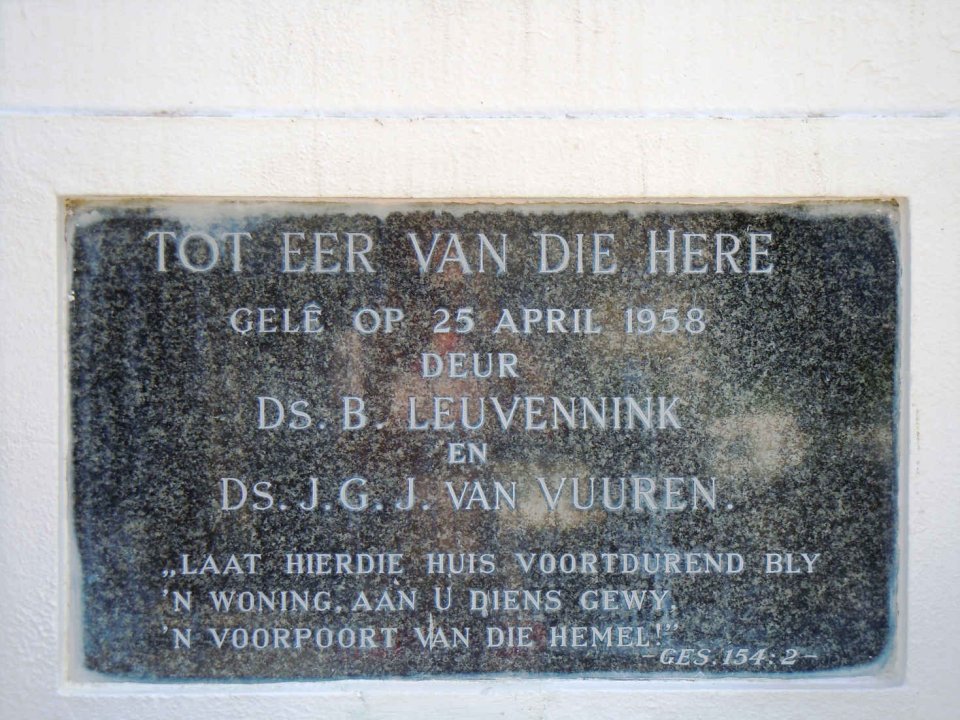 TOT EER VAN DIE HERE
GELÊ OP 25 APRIL 1958
DEUR
DS. B. LEUVENNINK
EN
DS. J. G. J. VAN VUUREN.
„LAAT HIERDIE HUIS VOORTDUREND BLY
'N WONING, AAN U DIENS GEWY,
'N VOORPOORT VAN DIE HEMEL!"
-GES. 154:2-